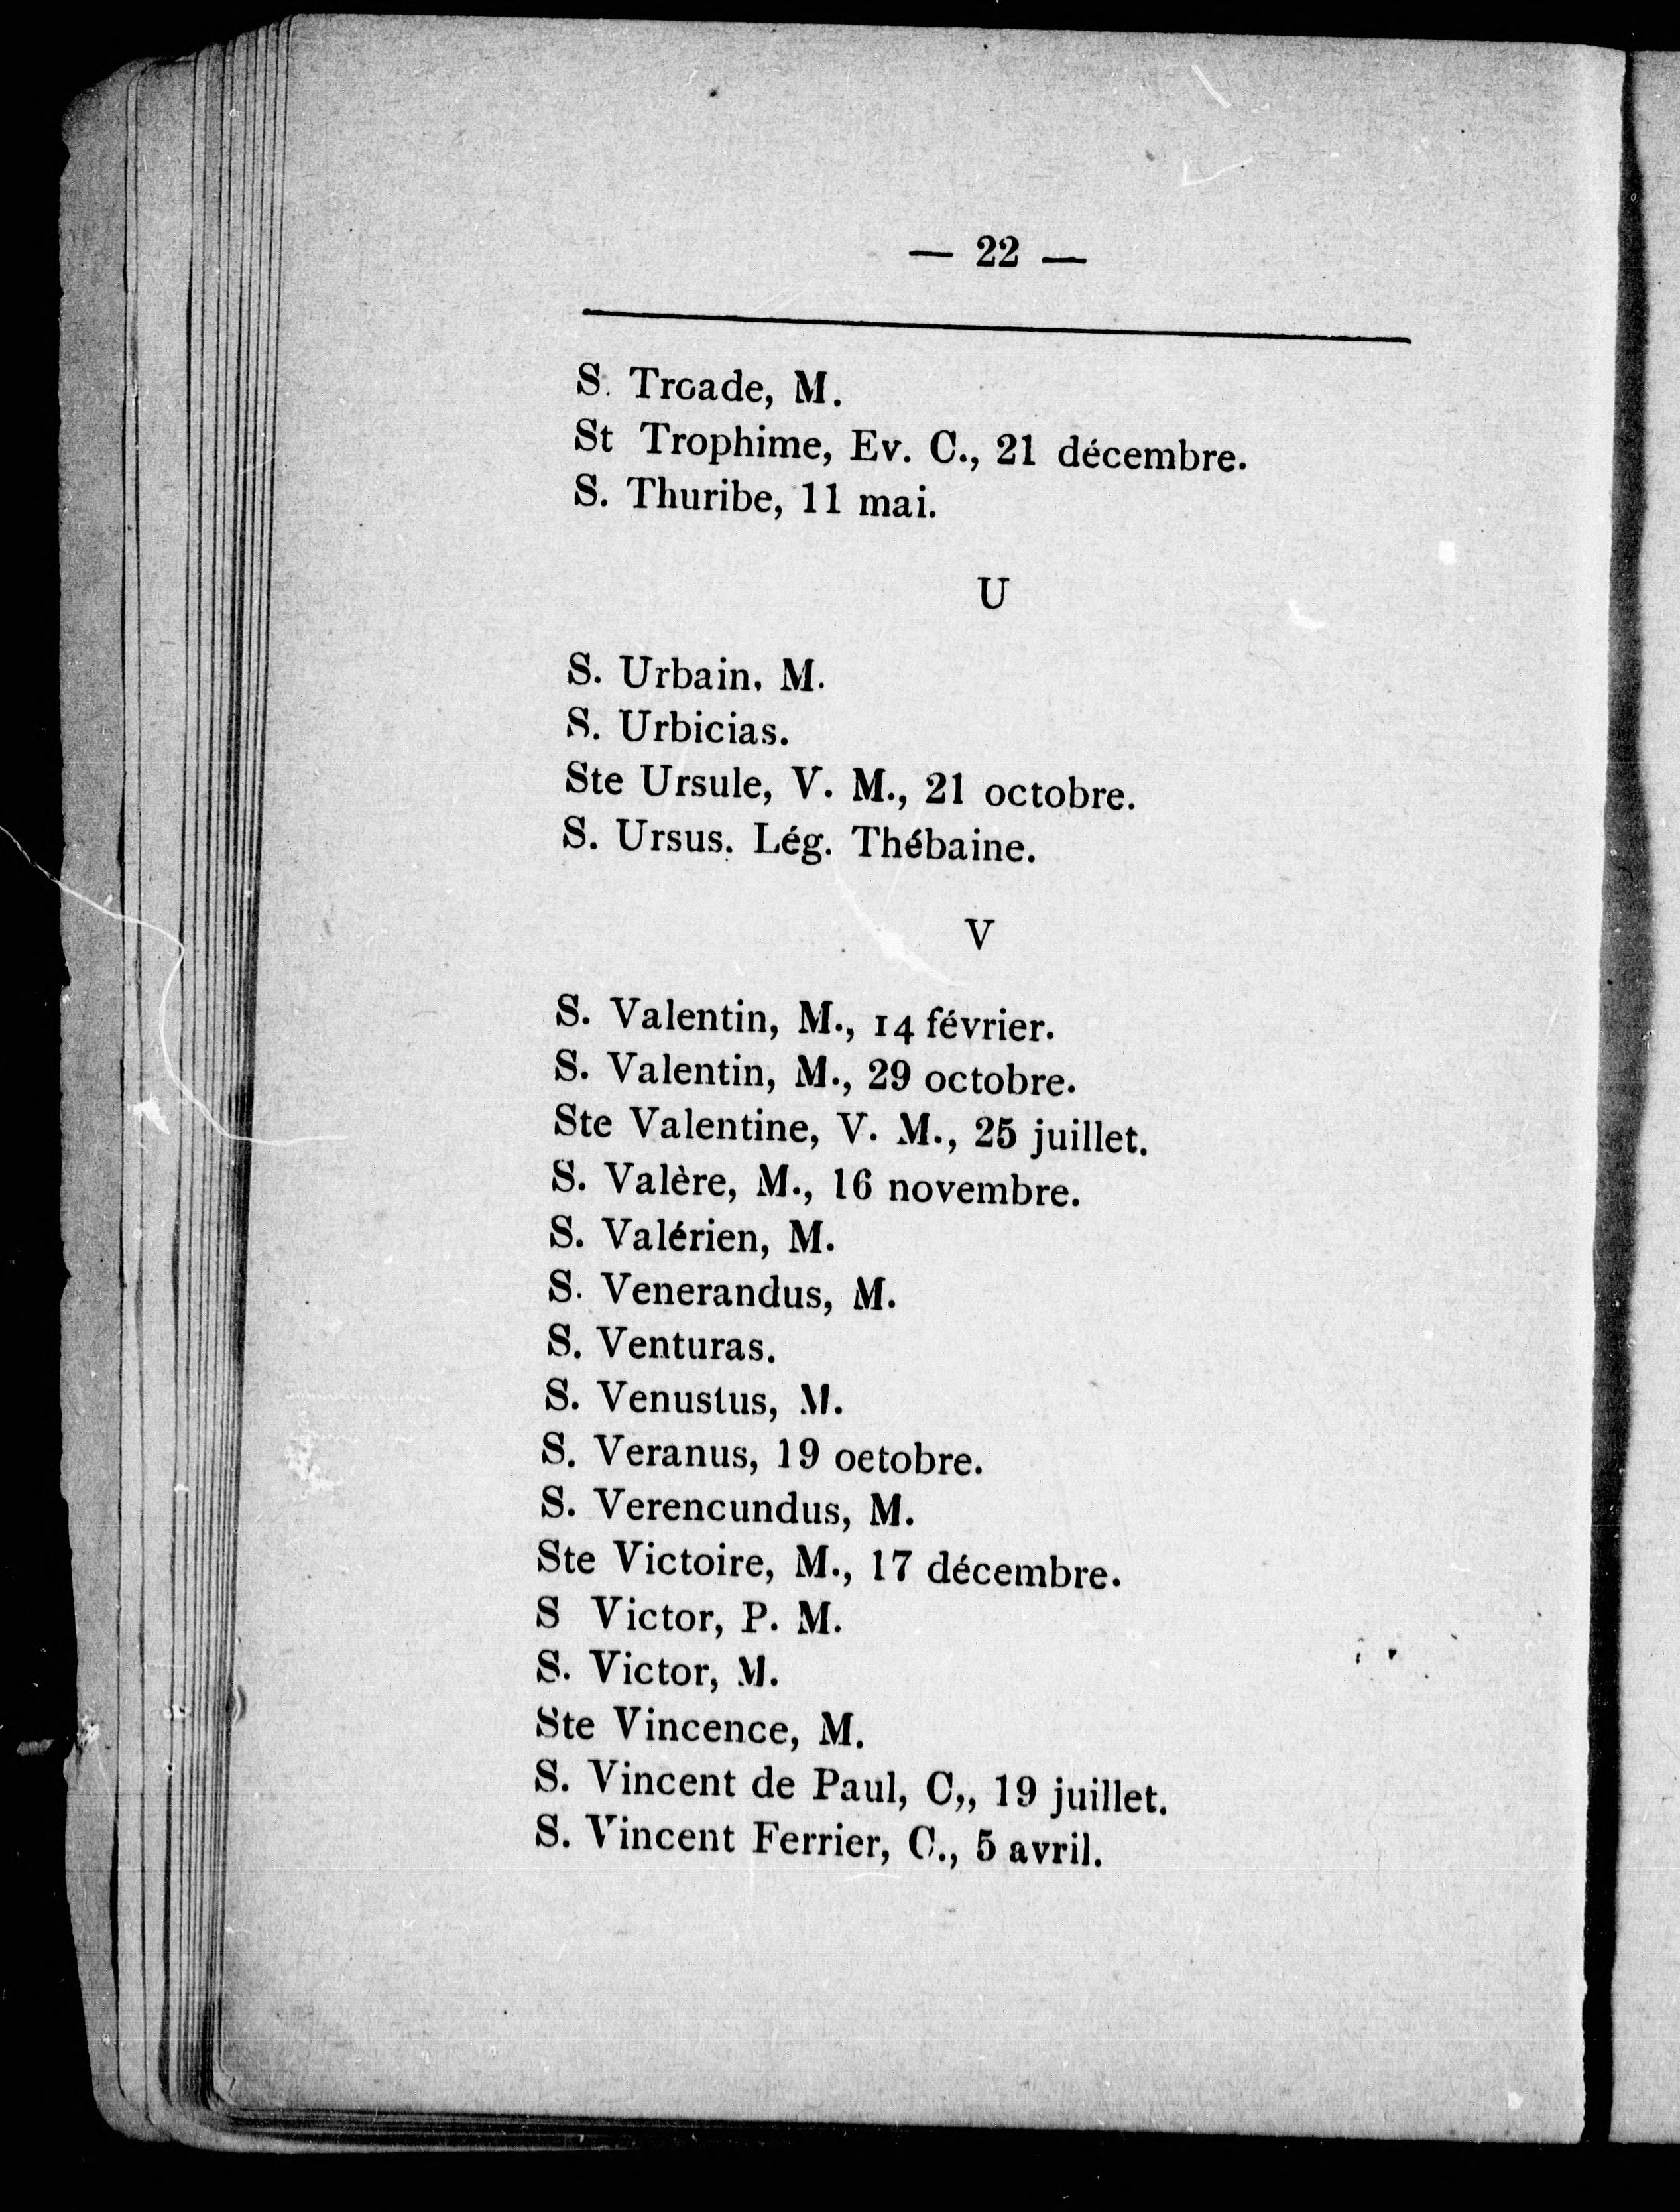 — 22 —
S. Troade, M.
St Trophime, Ev. C., 21 décembre.
S. Thuribe, 11 mai.
U
S. Urbain. M.
S. Urbicias.
Ste Ursule, V. M., 21 octobre.
S. Ursus. Lég. Thébaine.
V
S. Valentin, M., 14 février.
S. Valentin, M., 29 octobre.
Ste Valentine, V. M., 25 juillet.
S. Valère, M., 16 novembre.
S. Valérien, M.
S. Venerandus, M.
S. Venturas.
S. Venustus, M.
S. Veranus, 19 oetobre.
S. Verencundus, M.
Ste Victoire, M., 17 décembre.
S Victor, P. M.
S. Victor, M.
Ste Vincence, M.
S. Vincent de Paul, C,, 19 juillet.
S. Vincent Ferrier, C., 5 avril.